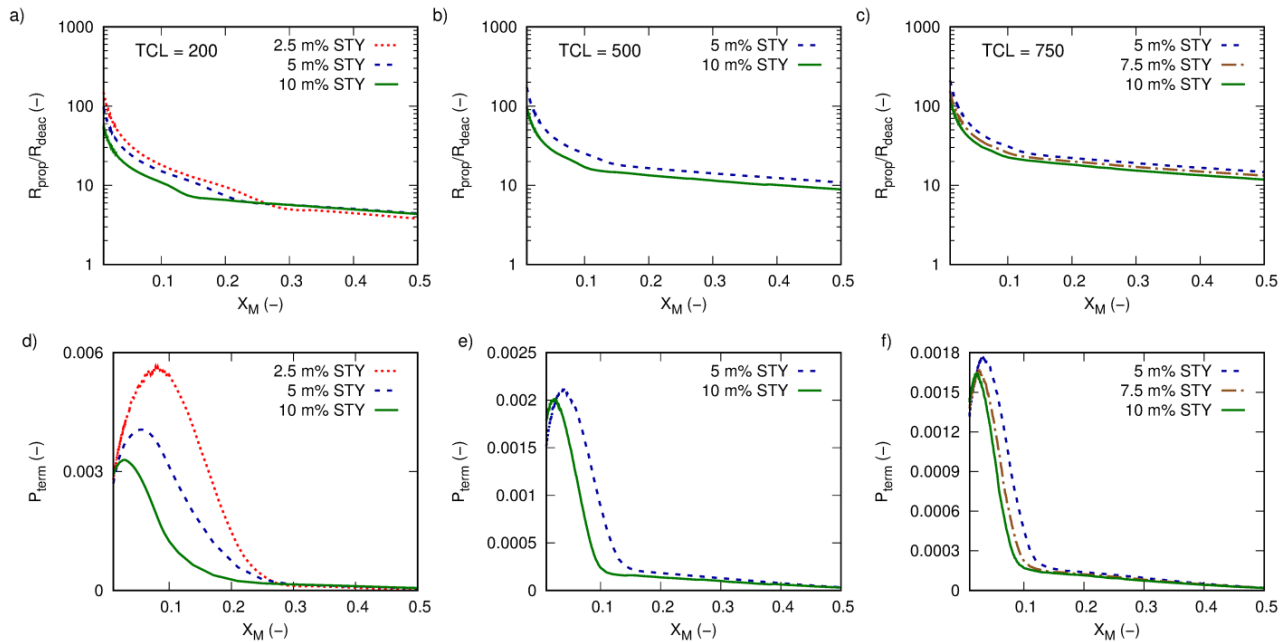 a)
1000
100
10
1
TCL = 200
2.5 m% STY
5 m% STY
10 m% STY
R_prop/R_deac (−)
0.1 0.2 0.3 0.4 0.5
X_M (−)
b)
1000
100
10
1
TCL = 500
5 m% STY
10 m% STY
R_prop/R_deac (−)
0.1 0.2 0.3 0.4 0.5
X_M (−)
c)
1000
100
10
1
TCL = 750
5 m% STY
7.5 m% STY
10 m% STY
R_prop/R_deac (−)
0.1 0.2 0.3 0.4 0.5
X_M (−)
d)
0.006
0.003
0
2.5 m% STY
5 m% STY
10 m% STY
P_term (−)
0.1 0.2 0.3 0.4 0.5
X_M (−)
e)
0.0025
0.002
0.0015
0.001
0.0005
0
5 m% STY
10 m% STY
P_term (−)
0.1 0.2 0.3 0.4 0.5
X_M (−)
f)
0.0018
0.0015
0.0012
0.0009
0.0006
0.0003
0
5 m% STY
7.5 m% STY
10 m% STY
P_term (−)
0.1 0.2 0.3 0.4 0.5
X_M (−)